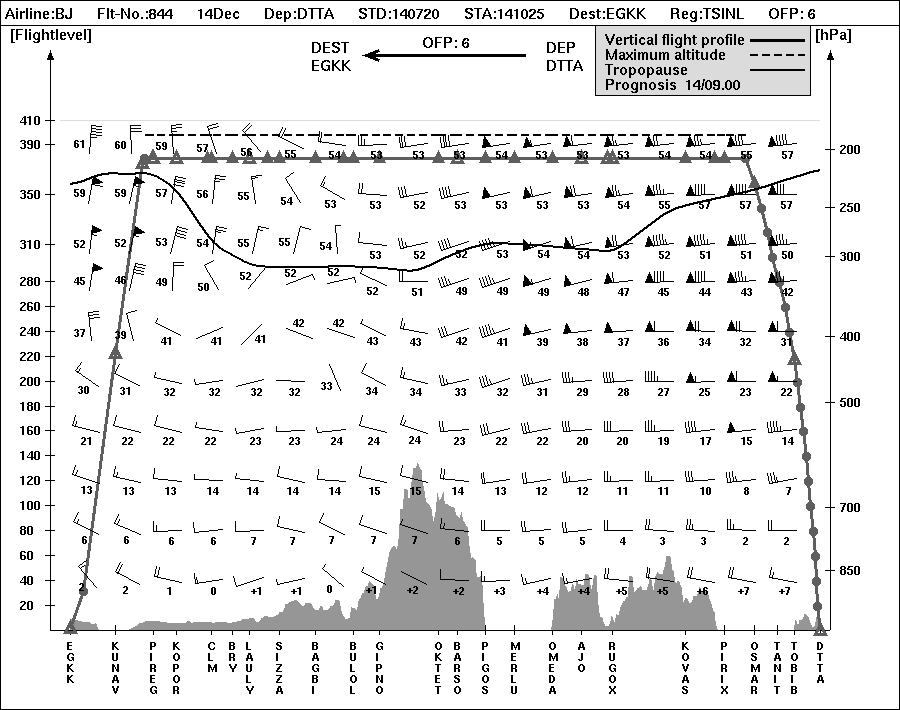 Airline:BJ Flt-No.:844 14Dec Dep:DTTA STD:140720 STA:141025 Dest:EGKK Reg:TSINL OFP: 6
[Flightlevel]
DEST
EGKK
OFP: 6
DEP
DTTA
Vertical flight profile
Maximum altitude
Tropopause
Prognosis 14/09.00
[hPa]
410
390 61 60 59 57 56 55 54 53 53 53 54 54 53 53 54 54 55 57 200
350 59 59 57 56 55 54 53 53 52 53 53 53 53 54 55 57 57 57 250
310 52 52 53 54 55 55 54 53 52 52 53 53 54 54 52 51 51 50 300
280 45 46 49 50 52 52 52 52 51 49 49 49 48 47 45 44 43 42
260
240 37 39 41 41 41 42 42 43 43 42 41 39 38 37 36 34 32 31 400
220
200 30 31 32 32 32 32 33 34 34 33 32 31 29 28 27 25 23 22
180 500
160 21 22 22 22 23 23 24 24 24 23 22 22 20 20 19 17 15 14
140
120 13 13 13 14 14 14 14 15 15 14 13 12 12 11 11 10 8 7
100 700
80 6 6 6 6 7 7 7 7 7 6 5 5 5 4 3 3 2 2
60 850
40 2 2 1 0 +1 +1 0 +1 +2 +2 +3 +4 +4 +5 +5 +6 +7 +7
20
EGKK
KUNAV
PIREG
KOPOR
CLM
BRY
LAULY
SIZZA
BAGBI
BULOL
GIPNO
OKTET
BARSO
PIGOS
MERLU
OMEDA
AJO
RUGOX
KOVAS
PIRIX
OSMAR
TANIT
TOBIB
DTTA